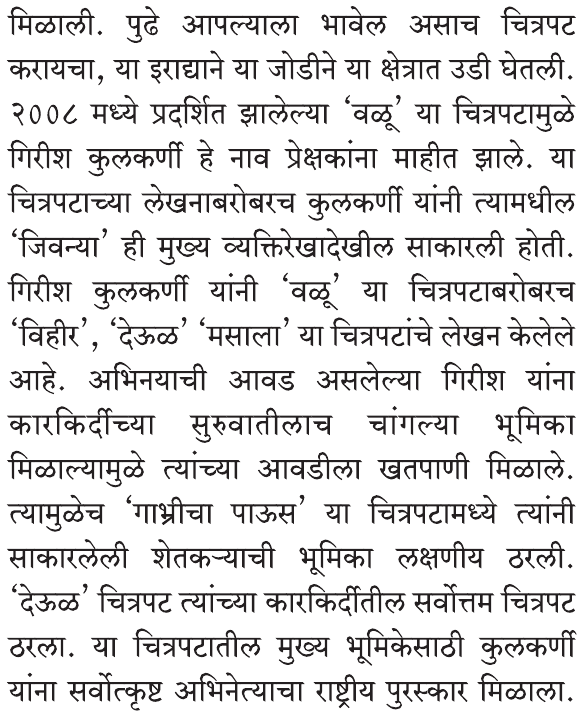 मिळाली. पुढे आपल्याला भावेल असाच चित्रपट
करायचा, या इराद्याने या जोडीने या क्षेत्रात उडी घेतली.
२००८ मध्ये प्रदर्शित झालेल्या ‘वळू’ या चित्रपटामुळे
गिरीश कुलकर्णी हे नाव प्रेक्षकांना माहीत झाले. या
चित्रपटाच्या लेखनाबरोबरच कुलकर्णी यांनी त्यामधील
‘जिवन्या’ ही मुख्य व्यक्तिरेखादेखील साकारली होती.
गिरीश कुलकर्णी यांनी ‘वळू’ या चित्रपटाबरोबरच
‘विहीर’, ‘देऊळ’ ‘मसाला’ या चित्रपटांचे लेखन केलेले
आहे. अभिनयाची आवड असलेल्या गिरीश यांना
कारकिर्दीच्या सुरुवातीलाच चांगल्या भूमिका
मिळाल्यामुळे त्यांच्या आवडीला खतपाणी मिळाले.
त्यामुळेच ‘गाभ्रीचा पाऊस’ या चित्रपटामध्ये त्यांनी
साकारलेली शेतकऱ्याची भूमिका लक्षणीय ठरली.
‘देऊळ’ चित्रपट त्यांच्या कारकिर्दीतील सर्वोत्तम चित्रपट
ठरला. या चित्रपटातील मुख्य भूमिकेसाठी कुलकर्णी
यांना सर्वोत्कृष्ट अभिनेत्याचा राष्ट्रीय पुरस्कार मिळाला.